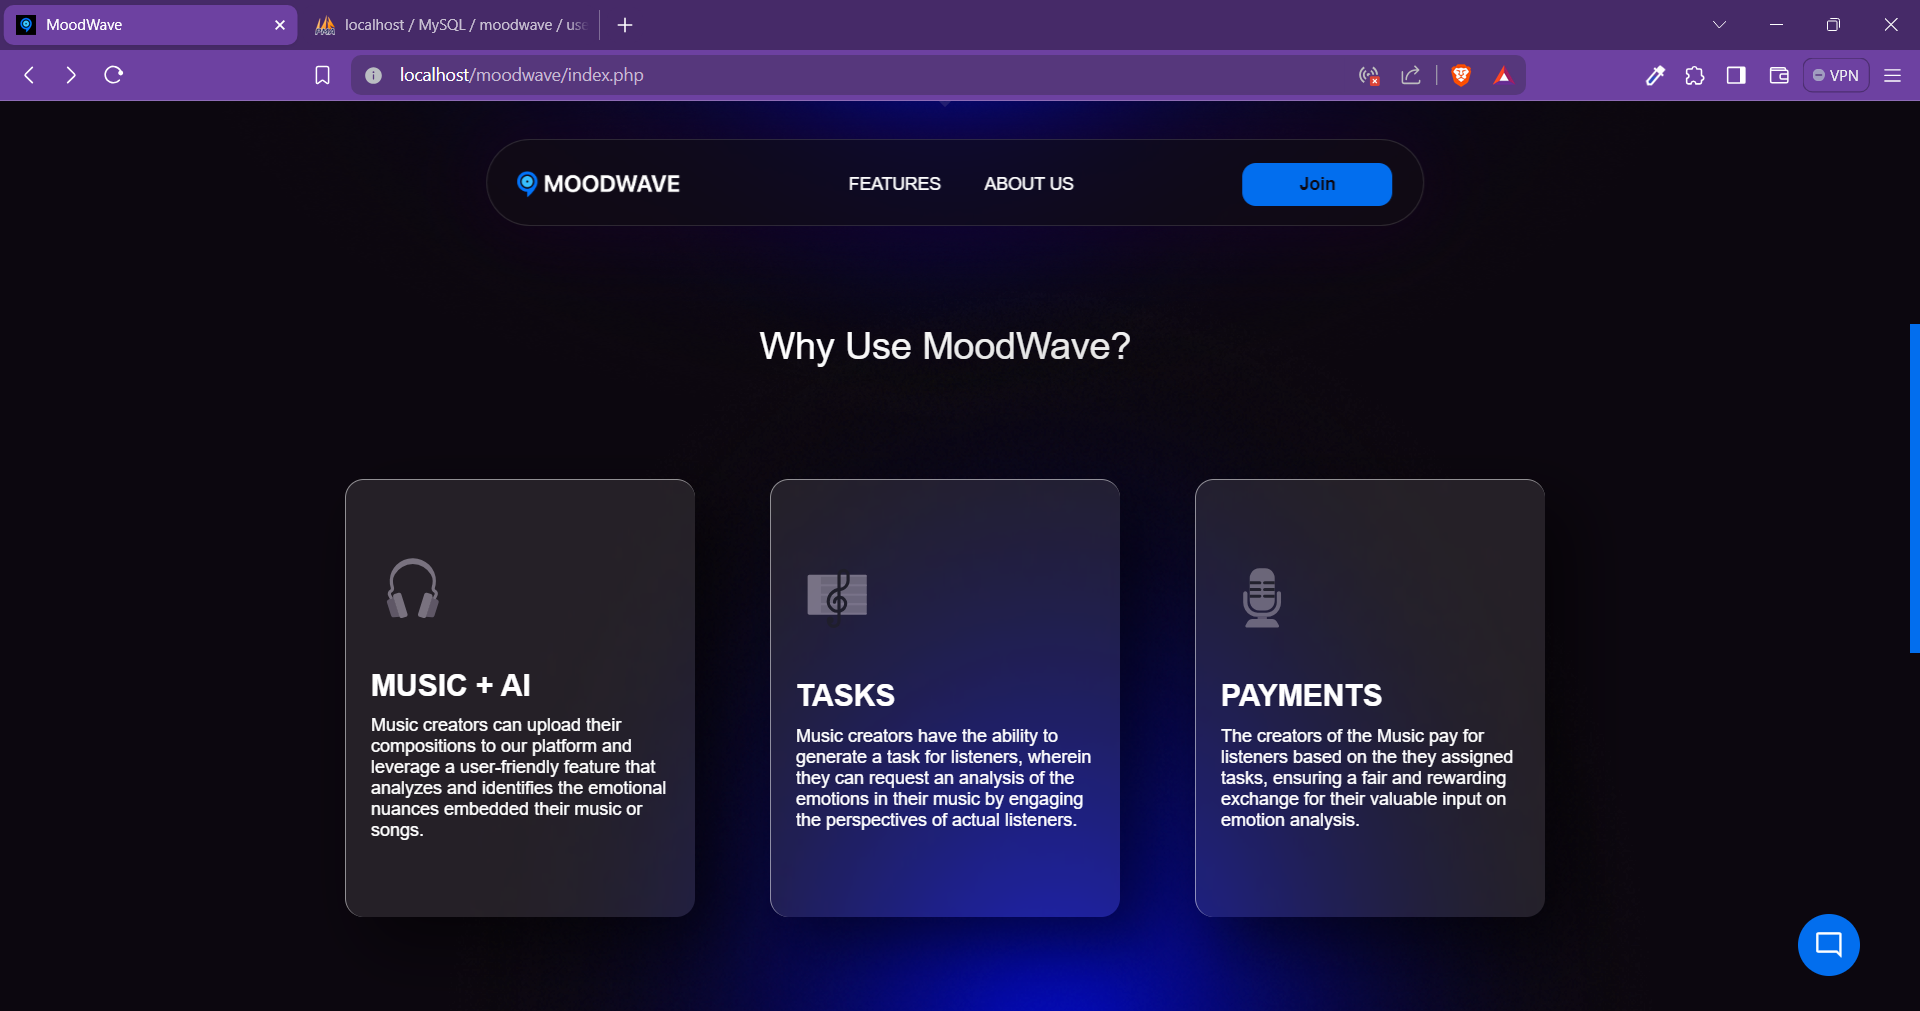 MoodWave
localhost / MySQL / moodwave / use
localhost/moodwave/index.php
VPN
MOODWAVE
FEATURES
ABOUT US
Join
Why Use MoodWave?
MUSIC + AI
Music creators can upload their
compositions to our platform and
leverage a user-friendly feature that
analyzes and identifies the emotional
nuances embedded their music or
songs.
TASKS
Music creators have the ability to
generate a task for listeners, wherein
they can request an analysis of the
emotions in their music by engaging
the perspectives of actual listeners.
PAYMENTS
The creators of the Music pay for
listeners based on the they assigned
tasks, ensuring a fair and rewarding
exchange for their valuable input on
emotion analysis.